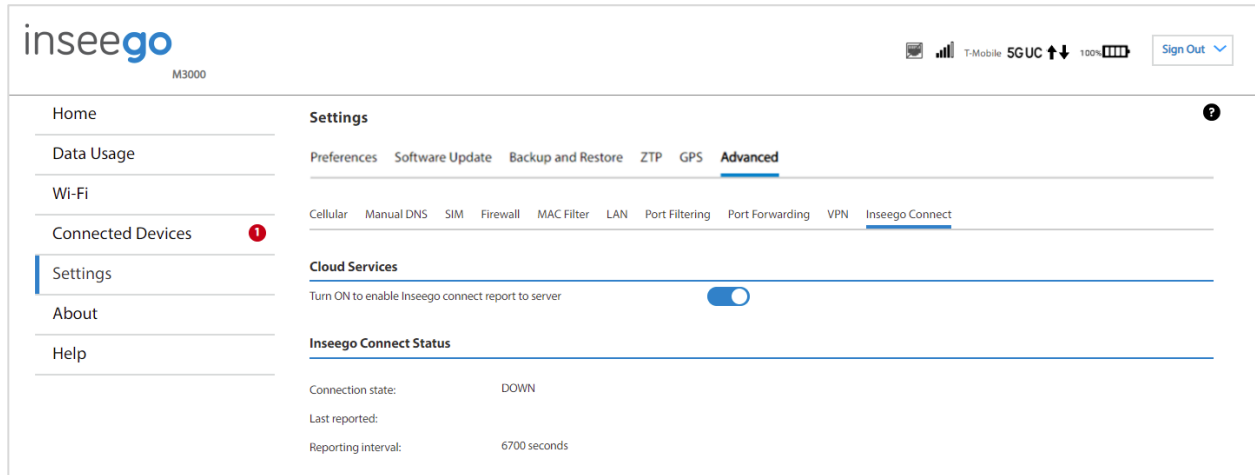 inseego
M3000
T-Mobile 5G UC 100% Sign Out
Home
Data Usage
Wi-Fi
Connected Devices 1
Settings
About
Help
Settings ?
Preferences Software Update Backup and Restore ZTP GPS Advanced
Cellular Manual DNS SIM Firewall MAC Filter LAN Port Filtering Port Forwarding VPN Inseego Connect
Cloud Services
Turn ON to enable Inseego connect report to server
Inseego Connect Status
Connection state: DOWN
Last reported:
Reporting interval: 6700 seconds